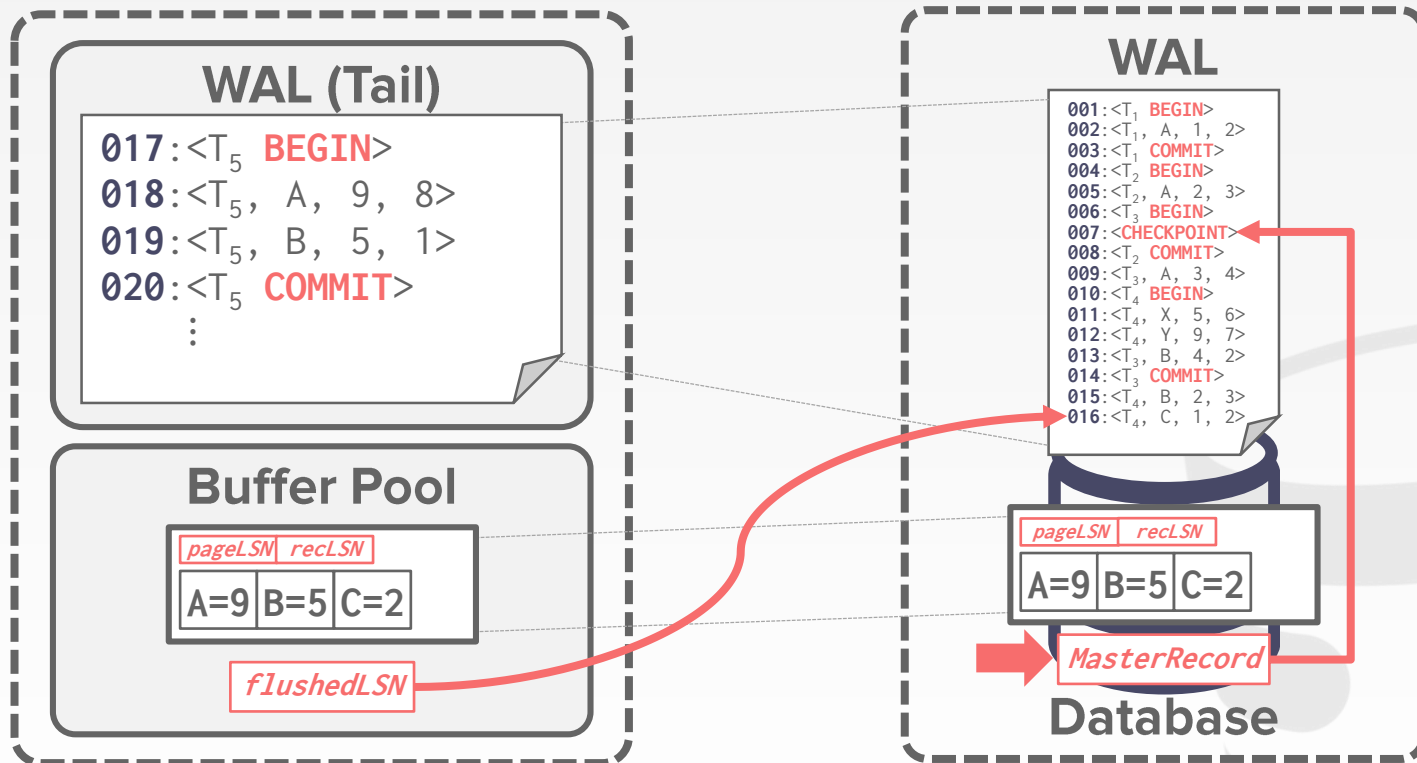 WAL (Tail)
017:<T5 BEGIN>
018:<T5, A, 9, 8>
019:<T5, B, 5, 1>
020:<T5 COMMIT>
⋮
Buffer Pool
pageLSN recLSN
A=9 B=5 C=2
flushedLSN
WAL
001:<T1 BEGIN>
002:<T1, A, 1, 2>
003:<T1 COMMIT>
004:<T2 BEGIN>
005:<T2, A, 2, 3>
006:<T3 BEGIN>
007:<CHECKPOINT>
008:<T2 COMMIT>
009:<T3, A, 3, 4>
010:<T4 BEGIN>
011:<T4, X, 5, 6>
012:<T4, Y, 9, 7>
013:<T3, B, 4, 2>
014:<T3 COMMIT>
015:<T4, B, 2, 3>
016:<T4, C, 1, 2>
pageLSN recLSN
A=9 B=5 C=2
MasterRecord
Database